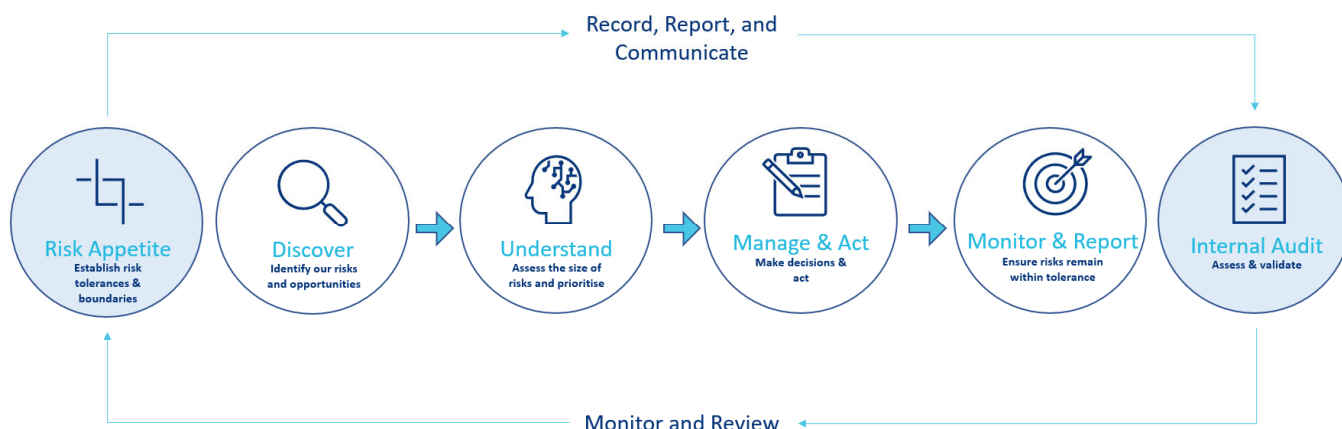 Record, Report, and
Communicate
Risk Appetite
Establish risk
tolerances &
boundaries
Discover
Identify our risks
and opportunities
Understand
Assess the size of
risks and prioritise
Manage & Act
Make decisions &
act
Monitor & Report
Ensure risks remain
within tolerance
Internal Audit
Assess & validate
Monitor and Review